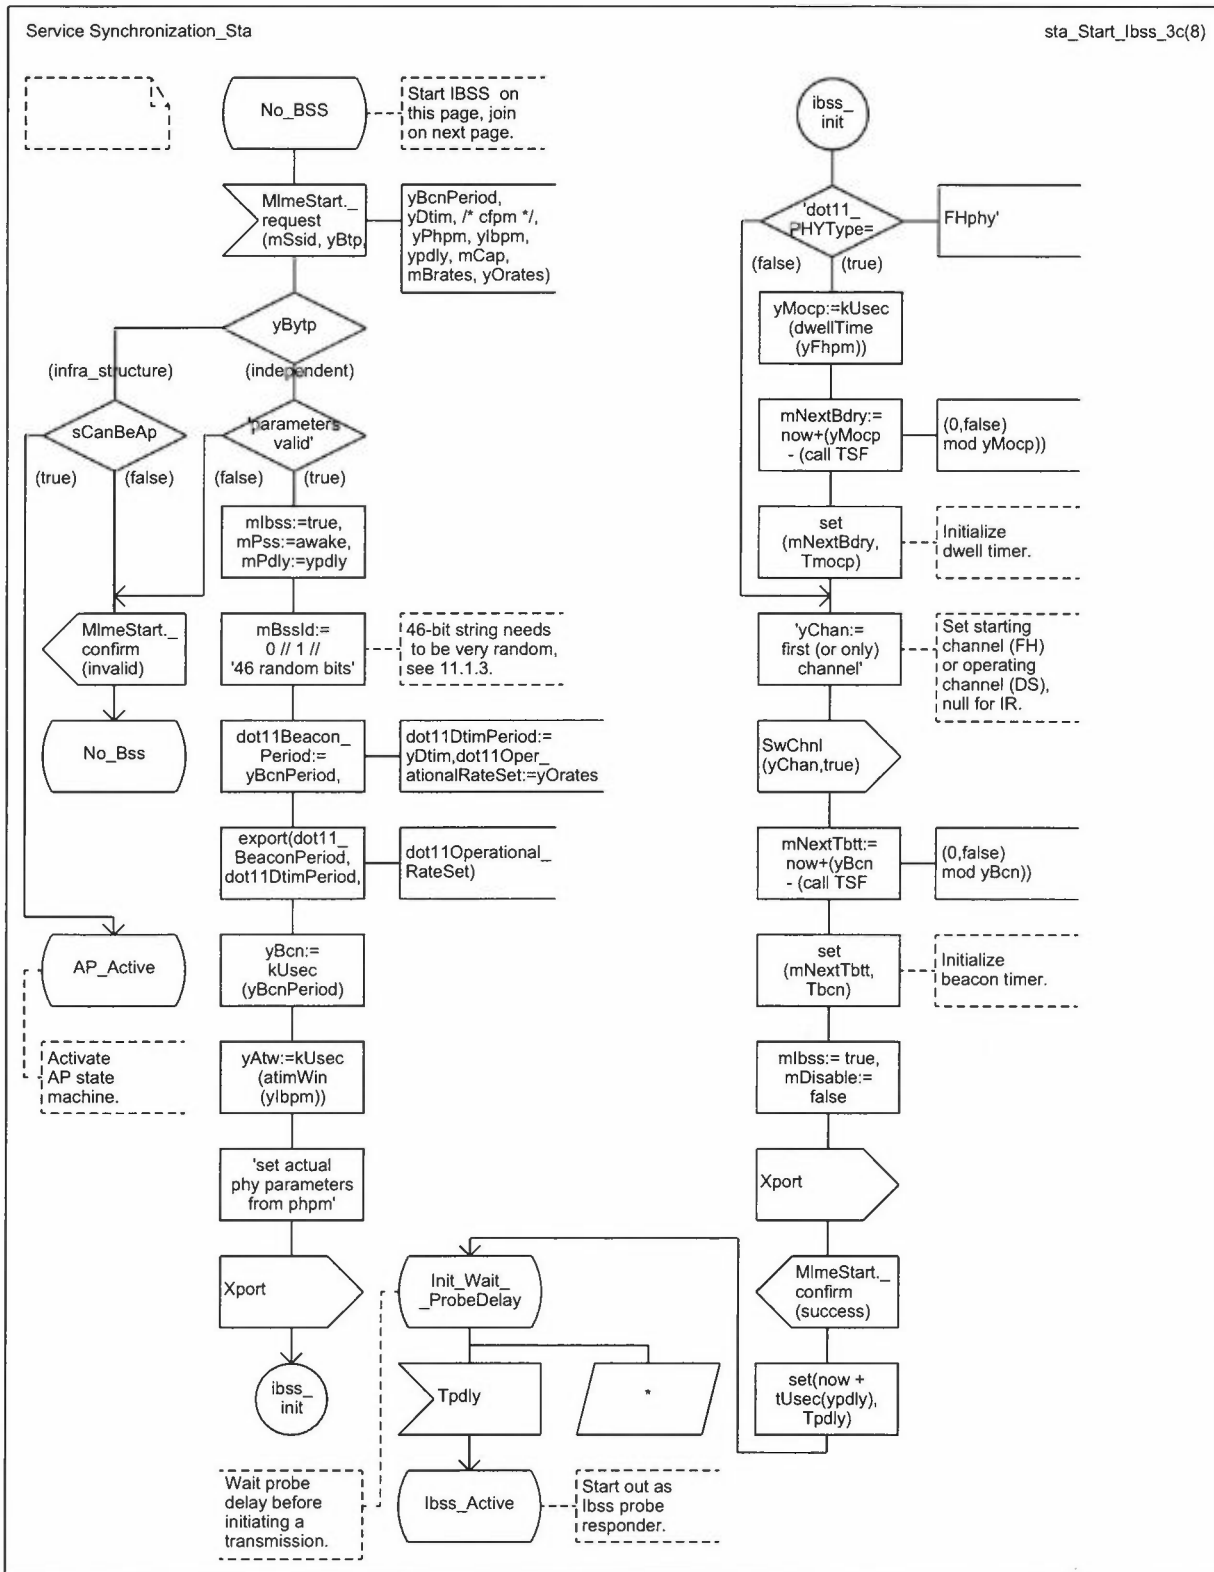 Service Synchronization_Sta
sta_Start_Ibss_3c(8)
No_BSS
Start IBSS on
this page, join
on next page.
MlmeStart._
request
(mSsid, yBtp,
yBcnPeriod,
yDtim, /* cfpm */,
yPhpm, yIbpm,
ypdly, mCap,
mBrates, yOrates)
yBytp
(infra_structure)
(independent)
sCanBeAp
'parameters
valid'
(true)
(false)
(false)
(true)
mIbss:=true,
mPss:=awake,
mPdly:=ypdly
MlmeStart._
confirm
(invalid)
mBssId:=
0 // 1 //
'46 random bits'
46-bit string needs
to be very random,
see 11.1.3.
No_Bss
dot11Beacon_
Period:=
yBcnPeriod,
dot11DtimPeriod:=
yDtim,dot11Oper_
ationalRateSet:=yOrates
export(dot11_
BeaconPeriod,
dot11DtimPeriod,
dot11Operational_
RateSet)
AP_Active
yBcn:=
kUsec
(yBcnPeriod)
Activate
AP state
machine.
yAtw:=kUsec
(atimWin
(yIbpm))
'set actual
phy parameters
from phpm'
Xport
ibss_
init
Init_Wait_
_ProbeDelay
Tpdly
*
Wait probe
delay before
initiating a
transmission.
Ibss_Active
Start out as
Ibss probe
responder.
ibss_
init
'dot11_
PHYType=
FHphy'
(false)
(true)
yMocp:=kUsec
(dwellTime
(yFhpm))
mNextBdry:=
now+(yMocp
- (call TSF
(0,false)
mod yMocp))
set
(mNextBdry,
Tmocp)
Initialize
dwell timer.
'yChan:=
first (or only)
channel'
Set starting
channel (FH)
or operating
channel (DS),
null for IR.
SwChnl
(yChan,true)
mNextTbtt:=
now+(yBcn
- (call TSF
(0,false)
mod yBcn))
set
(mNextTbtt,
Tbcn)
Initialize
beacon timer.
mIbss:= true,
mDisable:=
false
Xport
MlmeStart._
confirm
(success)
set(now +
tUsec(ypdly),
Tpdly)